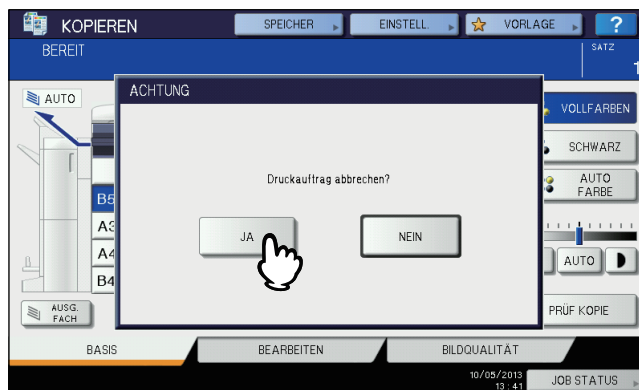 KOPIEREN
SPEICHER
EINSTELL.
VORLAGE
?
BEREIT
SATZ
1
AUTO
ACHTUNG
VOLLFARBEN
SCHWARZ
Druckauftrag abbrechen?
AUTO
FARBE
B5
A3
JA
NEIN
A4
AUTO
B4
AUSG.
FACH
PRÜF KOPIE
BASIS
BEARBEITEN
BILDQUALITÄT
10/05/2013
13:41
JOB STATUS